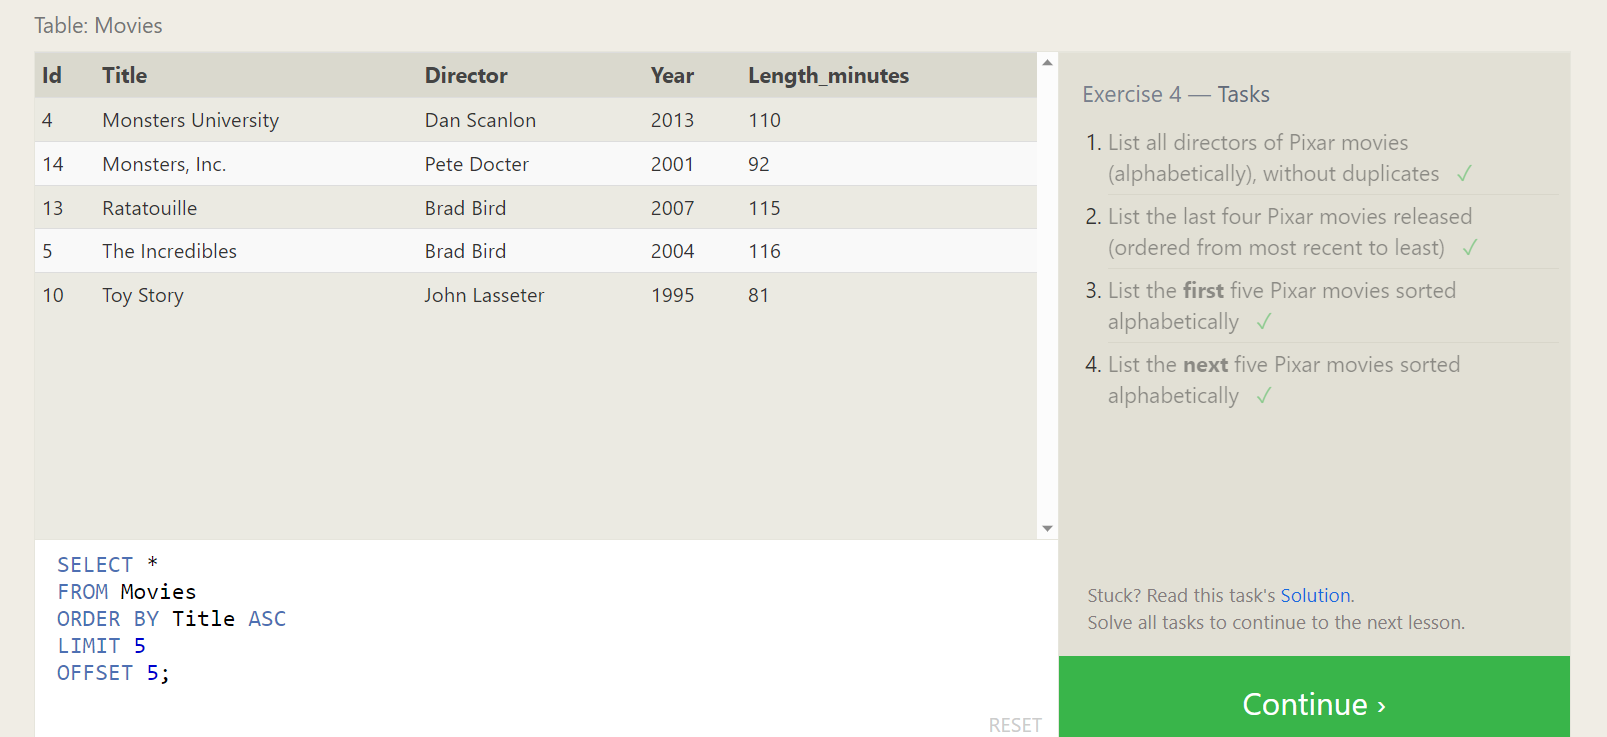 Table: Movies
Id Title Director Year Length_minutes
4 Monsters University Dan Scanlon 2013 110
14 Monsters, Inc. Pete Docter 2001 92
13 Ratatouille Brad Bird 2007 115
5 The Incredibles Brad Bird 2004 116
10 Toy Story John Lasseter 1995 81
SELECT *
FROM Movies
ORDER BY Title ASC
LIMIT 5
OFFSET 5;
RESET
Exercise 4 — Tasks
1. List all directors of Pixar movies
(alphabetically), without duplicates ✓
2. List the last four Pixar movies released
(ordered from most recent to least) ✓
3. List the first five Pixar movies sorted
alphabetically ✓
4. List the next five Pixar movies sorted
alphabetically ✓
Stuck? Read this task's Solution.
Solve all tasks to continue to the next lesson.
Continue ›